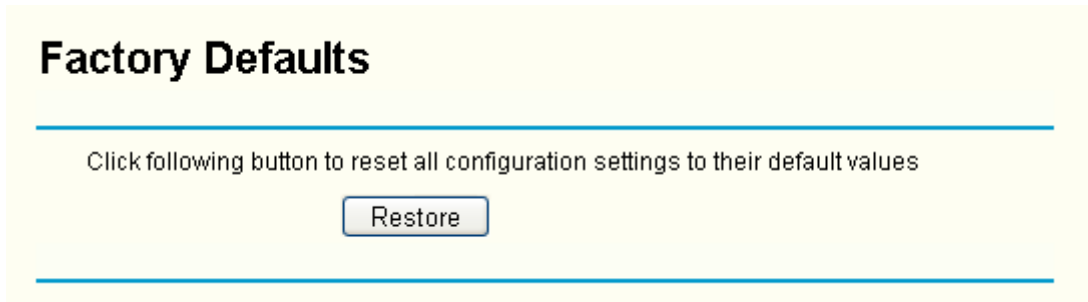 Factory Defaults
Click following button to reset all configuration settings to their default values
Restore